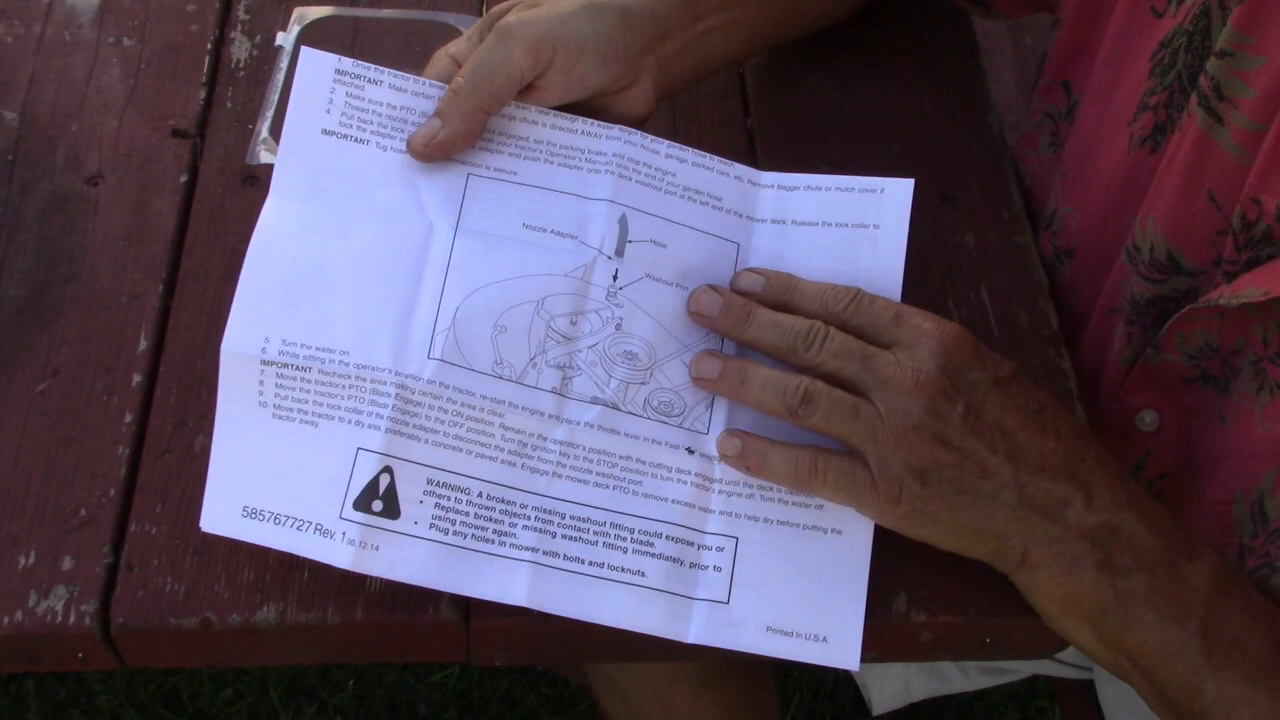 1. Drive the tractor to a level lawn, near enough to a water spigot for your garden hose to reach.
IMPORTANT: Make certain chute is directed AWAY from your house, garage, parked cars, etc. Remove bagger chute or mulch cover if
attached.
2. Make sure the PTO (Bla engaged, set the parking brake, and stop the engine.
3. Thread the nozzle ada with your tractor's Operator's Manual) onto the end of your garden hose.
4. Pull back the lock adapter and push the adapter onto the deck washout port at the left end of the mower deck. Release the lock collar to
lock the adapter on
IMPORTANT: Tug hose connection is secure.
Nozzle Adapter
Hose
Washout Port
5. Turn the water on.
6. While sitting in the operator's position on the tractor, re-start the engine and place the throttle lever in the Fast "
IMPORTANT: Recheck the area making certain the area is clear.
7. Move the tractor's PTO (Blade Engage) to the ON position. Remain in the operator's position with the cutting deck engaged until the deck is
8. Move the tractor's PTO (Blade Engage) to the OFF position. Turn the ignition key to the STOP position to turn the tractor's engine off. Turn the water off.
9. Pull back the lock collar of the nozzle adapter to disconnect the adapter from the nozzle washout port.
10. Move the tractor to a dry area, preferably a concrete or paved area. Engage the mower deck PTO to remove excess water and to help dry before putting the
tractor away.
WARNING: A broken or missing washout fitting could expose you or
others to thrown objects from contact with the blade.
• Replace broken or missing washout fitting immediately, prior to
using mower again.
• Plug any holes in mower with bolts and locknuts.
585767727 Rev. 1 06.12.14
Printed in U.S.A.